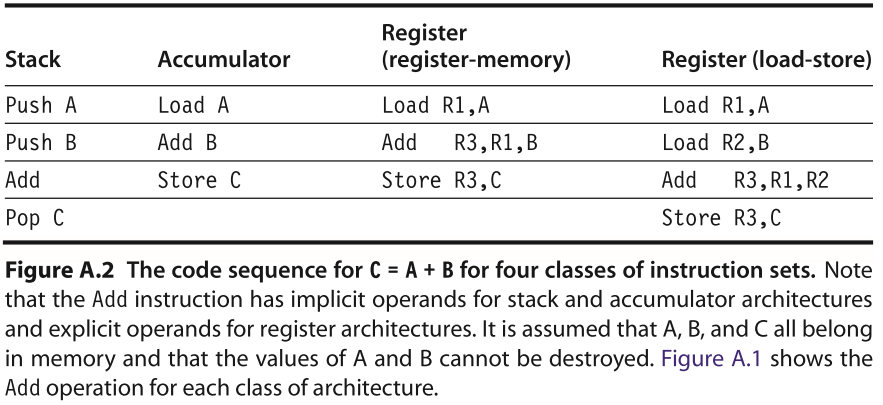 Register
Stack Accumulator (register-memory) Register (load-store)
Push A Load A Load R1,A Load R1,A
Push B Add B Add R3,R1,B Load R2,B
Add Store C Store R3,C Add R3,R1,R2
Pop C Store R3,C
Figure A.2 The code sequence for C = A + B for four classes of instruction sets. Note
that the Add instruction has implicit operands for stack and accumulator architectures
and explicit operands for register architectures. It is assumed that A, B, and C all belong
in memory and that the values of A and B cannot be destroyed. Figure A.1 shows the
Add operation for each class of architecture.